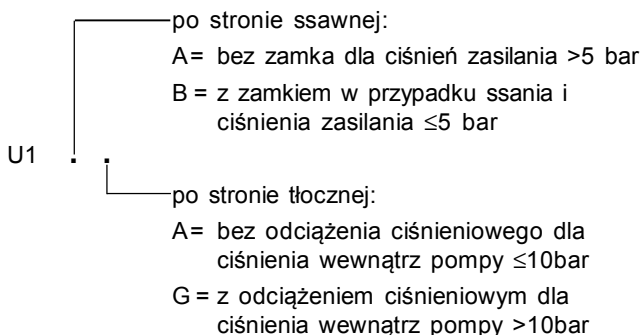 po stronie ssawnej:
A= bez zamka dla ciśnień zasilania >5 bar
B = z zamkiem w przypadku ssania i
ciśnienia zasilania ≤5 bar
U1 . .
po stronie tłocznej:
A= bez odciążenia ciśnieniowego dla
ciśnienia wewnątrz pompy ≤10bar
G = z odciążeniem ciśnieniowym dla
ciśnienia wewnątrz pompy >10bar